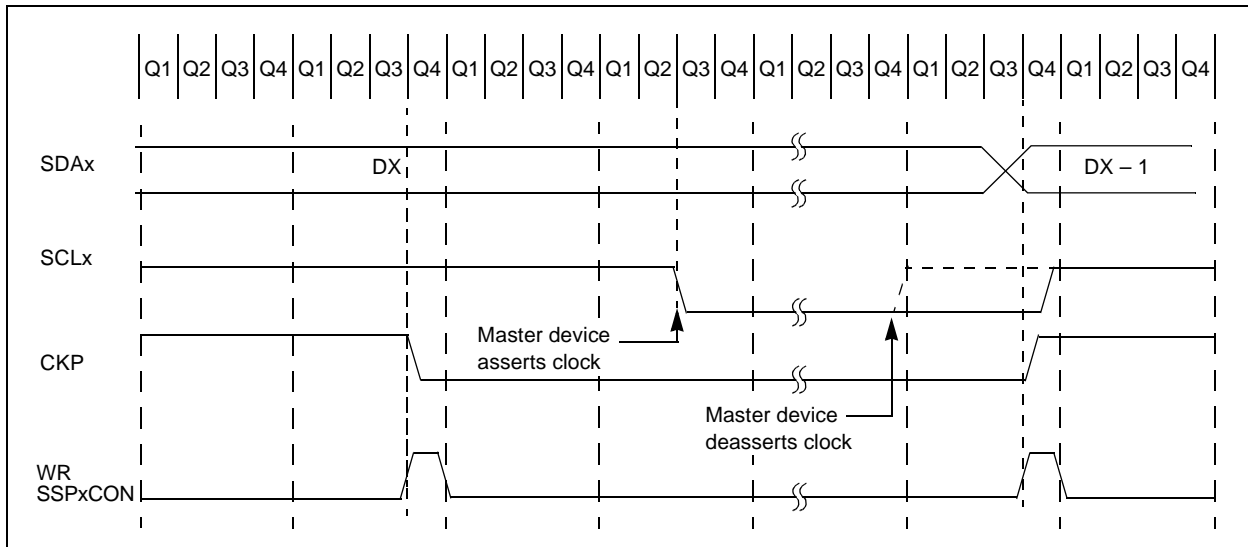 Q1 Q2 Q3 Q4 Q1 Q2 Q3 Q4 Q1 Q2 Q3 Q4 Q1 Q2 Q3 Q4 Q1 Q2 Q3 Q4 Q1 Q2 Q3 Q4 Q1 Q2 Q3 Q4
SDAx
DX
DX – 1
SCLx
Master device
asserts clock
CKP
Master device
deasserts clock
WR
SSPxCON